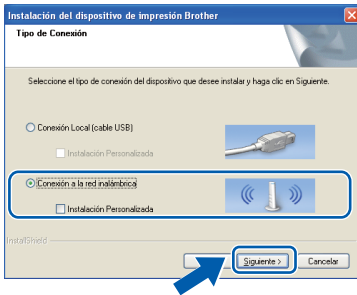 Instalación del dispositivo de impresión Brother
Tipo de Conexión
Seleccione el tipo de conexión del dispositivo que desee instalar y haga clic en Siguiente.
Conexión Local (cable USB)
Instalación Personalizada
Conexión a la red inalámbrica
Instalación Personalizada
InstallShield
Siguiente >
Cancelar